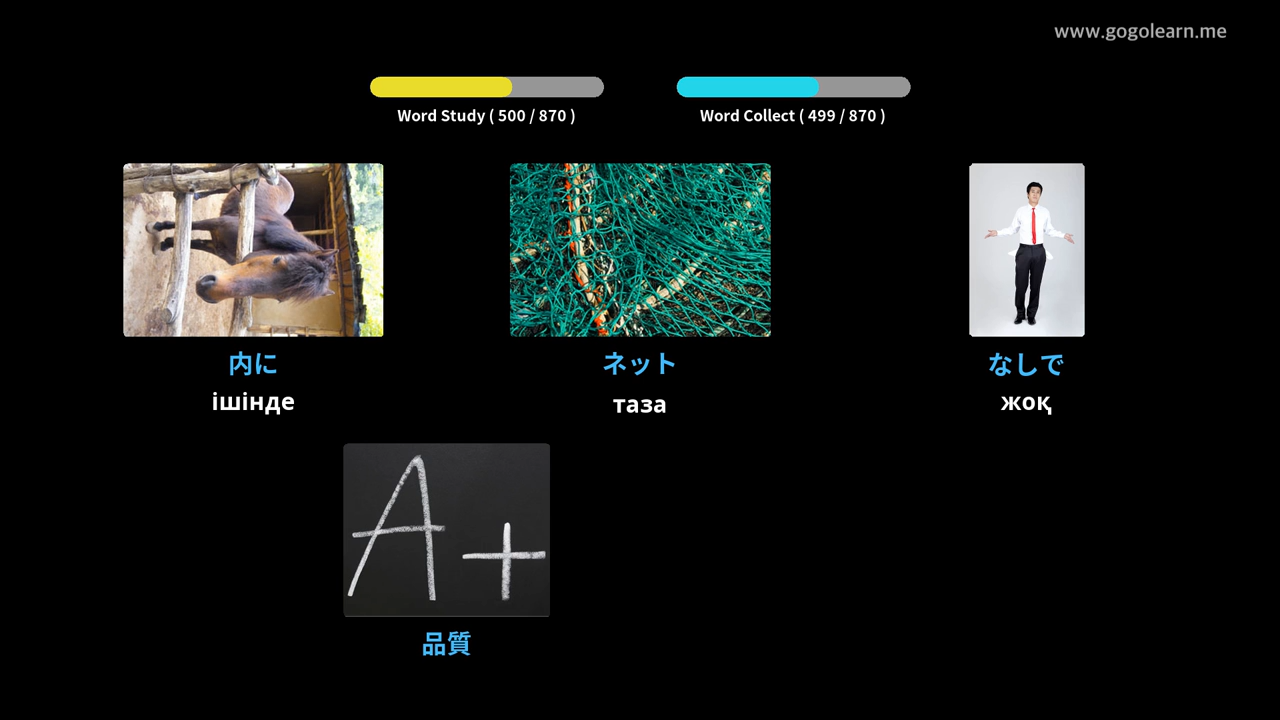 www.gogolearn.me
Word Study ( 500 / 870 )
Word Collect ( 499 / 870 )
内に
ішінде
ネット
таза
なしで
жоқ
A+
品質